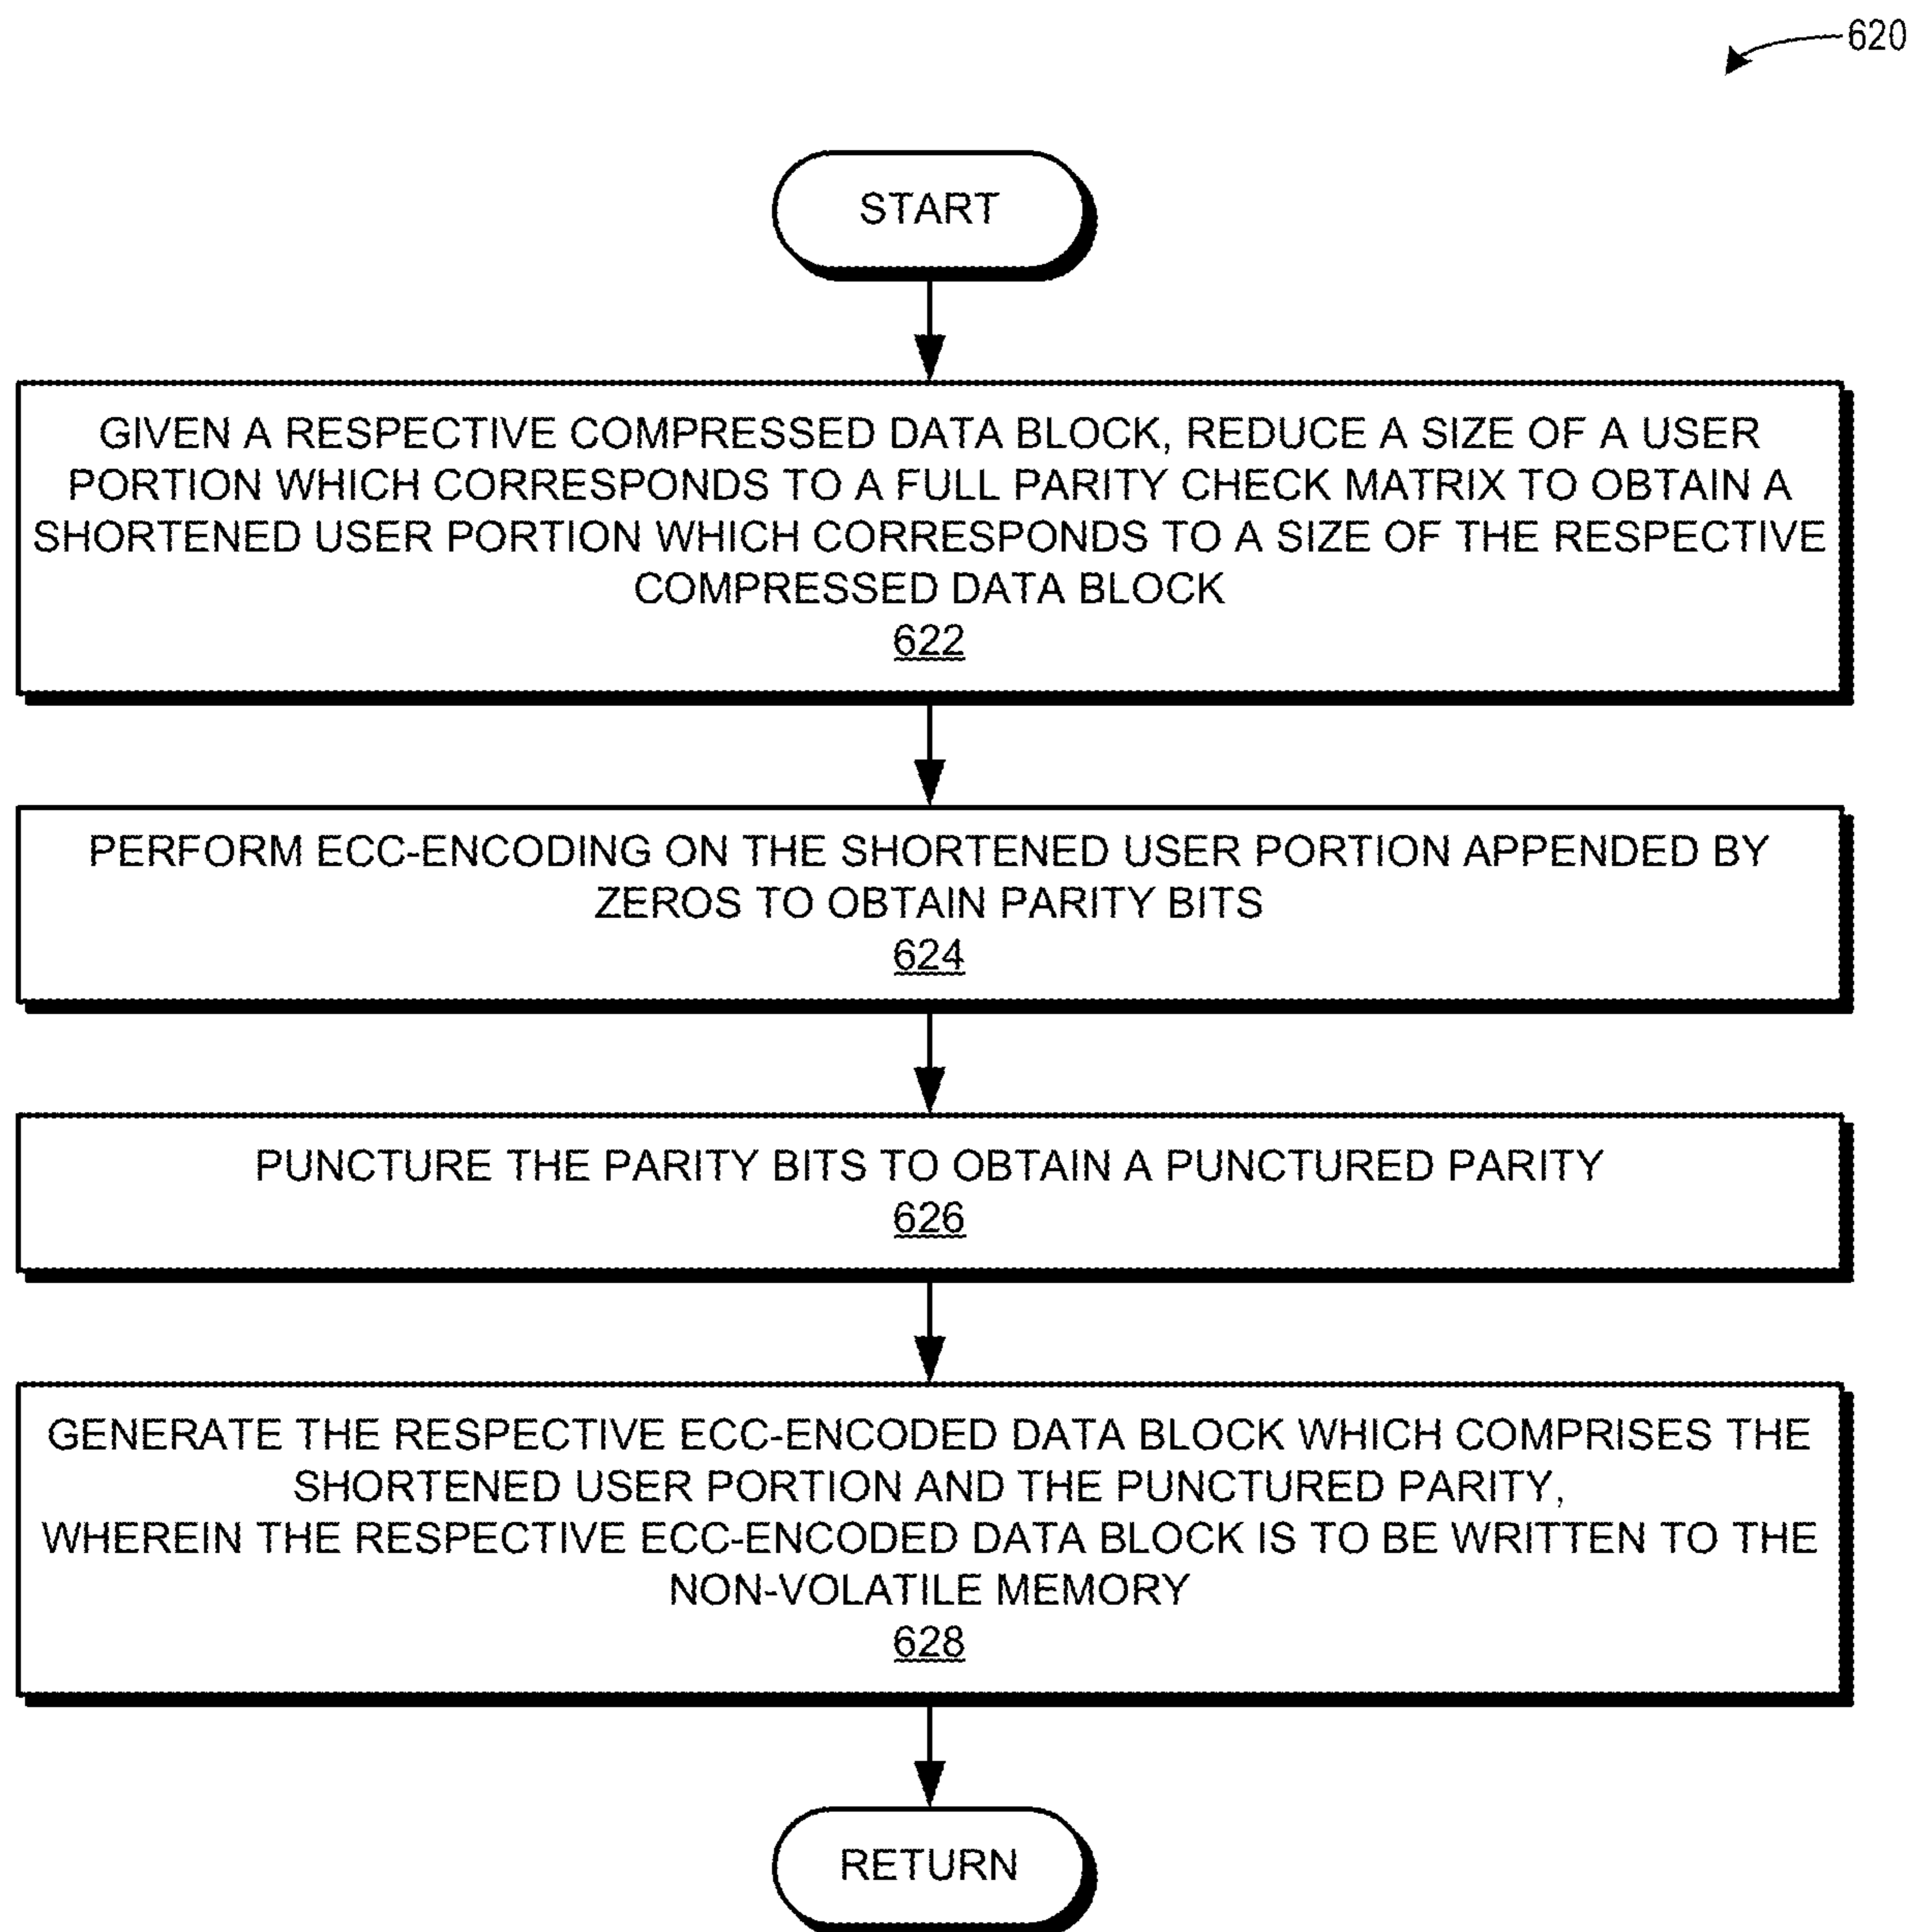 620
START
GIVEN A RESPECTIVE COMPRESSED DATA BLOCK, REDUCE A SIZE OF A USER
PORTION WHICH CORRESPONDS TO A FULL PARITY CHECK MATRIX TO OBTAIN A
SHORTENED USER PORTION WHICH CORRESPONDS TO A SIZE OF THE RESPECTIVE
COMPRESSED DATA BLOCK
622
PERFORM ECC-ENCODING ON THE SHORTENED USER PORTION APPENDED BY
ZEROS TO OBTAIN PARITY BITS
624
PUNCTURE THE PARITY BITS TO OBTAIN A PUNCTURED PARITY
626
GENERATE THE RESPECTIVE ECC-ENCODED DATA BLOCK WHICH COMPRISES THE
SHORTENED USER PORTION AND THE PUNCTURED PARITY,
WHEREIN THE RESPECTIVE ECC-ENCODED DATA BLOCK IS TO BE WRITTEN TO THE
NON-VOLATILE MEMORY
628
RETURN